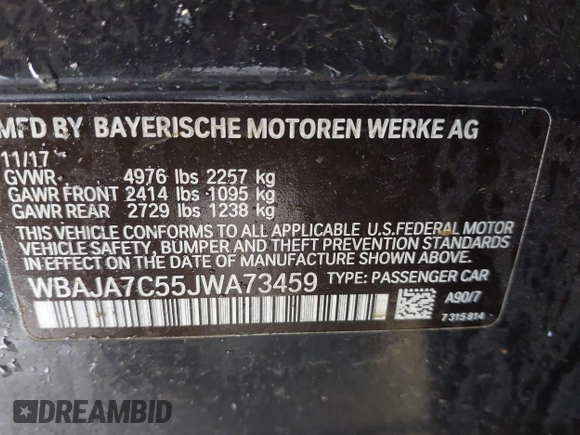 MFD BY BAYERISCHE MOTOREN WERKE AG
11/17
GVWR 4976 lbs 2257 kg
GAWR FRONT 2414 lbs 1095 kg
GAWR REAR 2729 lbs 1238 kg
THIS VEHICLE CONFORMS TO ALL APPLICABLE U.S.FEDERAL MOTOR
VEHICLE SAFETY, BUMPER AND THEFT PREVENTION STANDARDS
IN EFFECT ON THE DATE OF MANUFACTURE SHOWN ABOVE.
WBAJA7C55JWA73459 TYPE: PASSENGER CAR
A90/7
7 315 814
DREAMBID